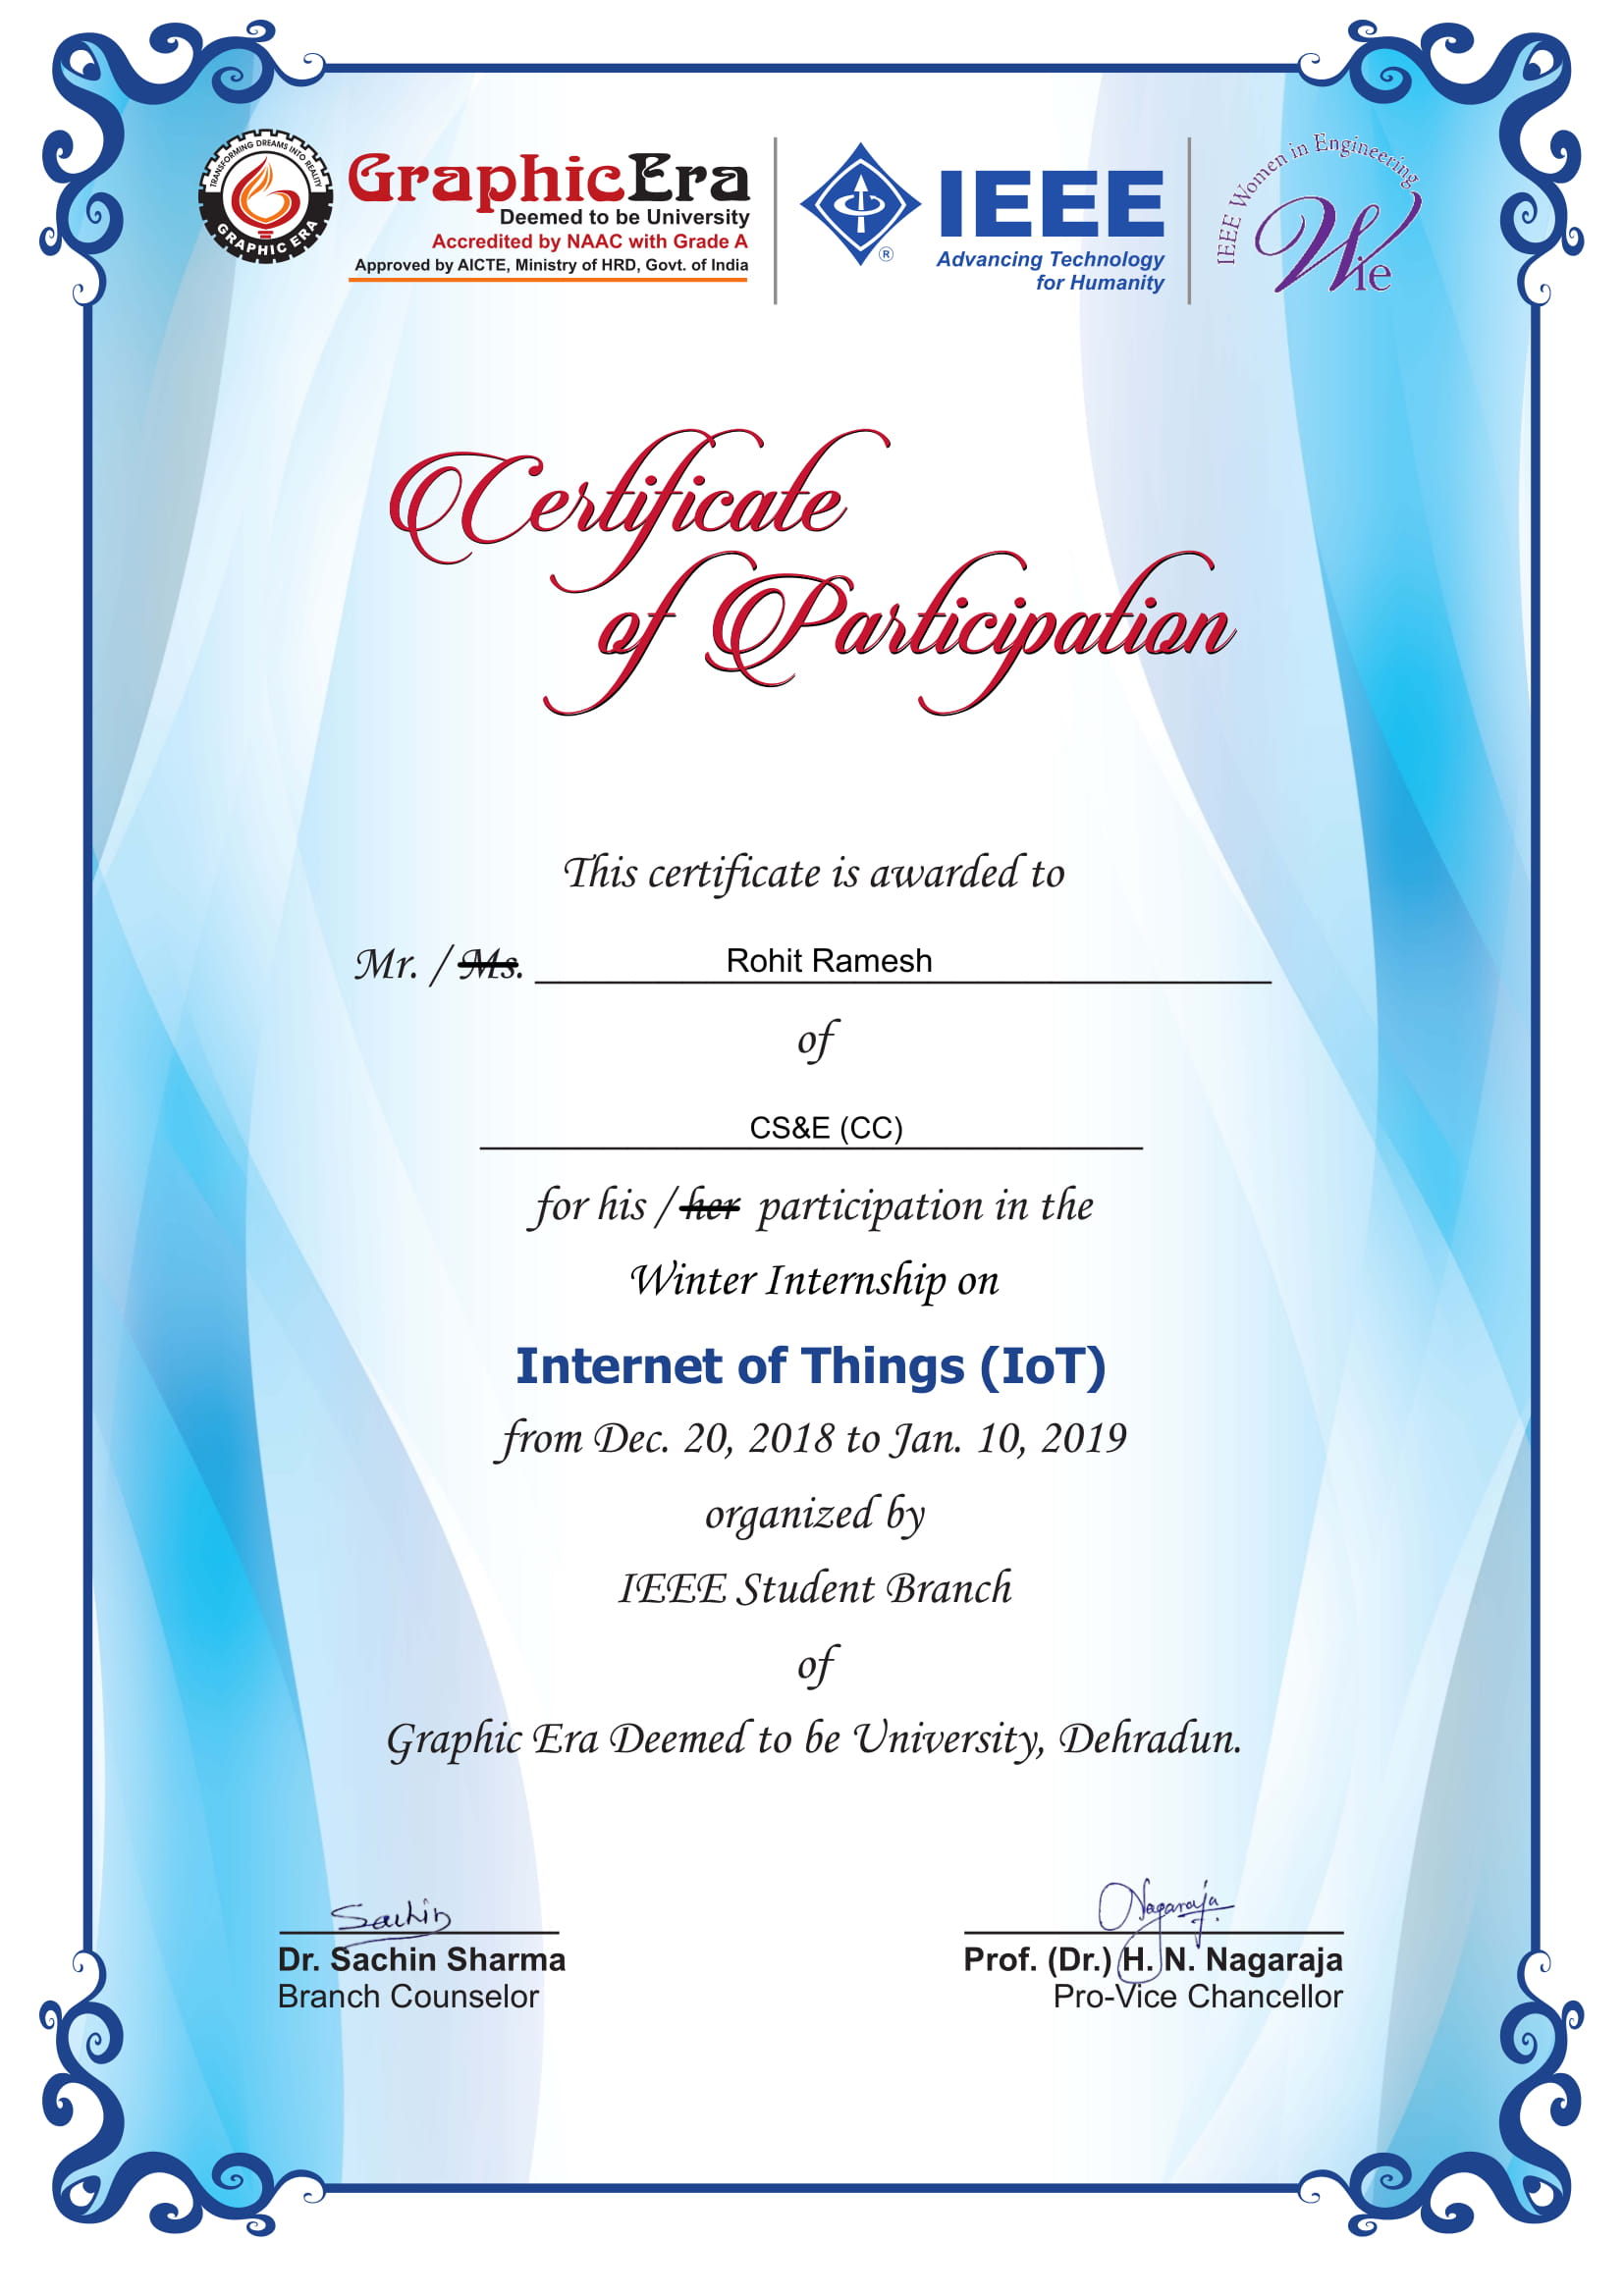 TRANSFORMING DREAMS INTO REALITY
GRAPHIC ERA
GraphicEra
Deemed to be University
Accredited by NAAC with Grade A
Approved by AICTE, Ministry of HRD, Govt. of India
®
IEEE
Advancing Technology
for Humanity
IEEE Women in Engineering
Wie
Certificate
of Participation
This certificate is awarded to
Mr. / Ms. Rohit Ramesh
of
CS&E (CC)
for his / her participation in the
Winter Internship on
Internet of Things (IoT)
from Dec. 20, 2018 to Jan. 10, 2019
organized by
IEEE Student Branch
of
Graphic Era Deemed to be University, Dehradun.
Sachin
Nagaraja
Dr. Sachin Sharma
Prof. (Dr.) H. N. Nagaraja
Branch Counselor
Pro-Vice Chancellor